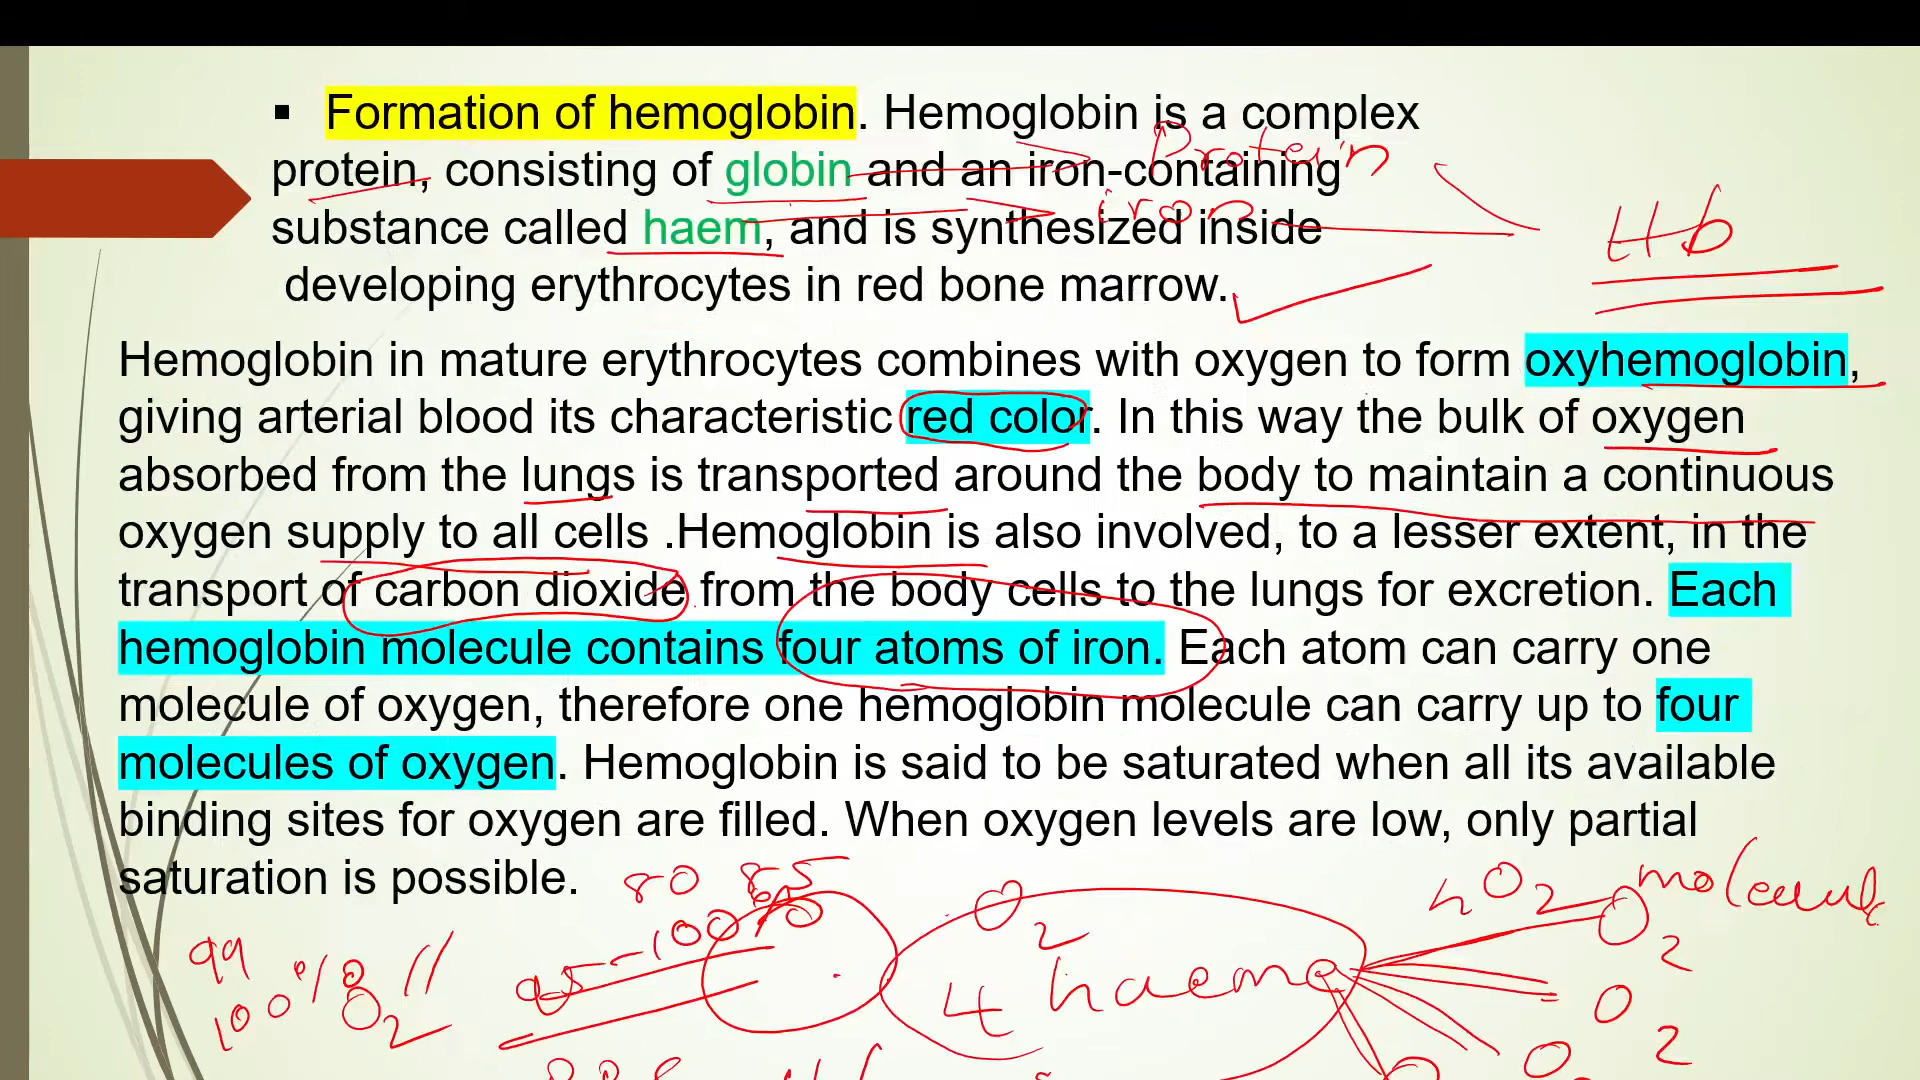 ▪ Formation of hemoglobin. Hemoglobin is a complex
protein, consisting of globin and an iron-containing
substance called haem, and is synthesized inside
developing erythrocytes in red bone marrow.
Protein
iron
Hb
Hemoglobin in mature erythrocytes combines with oxygen to form oxyhemoglobin,
giving arterial blood its characteristic red color. In this way the bulk of oxygen
absorbed from the lungs is transported around the body to maintain a continuous
oxygen supply to all cells .Hemoglobin is also involved, to a lesser extent, in the
transport of carbon dioxide from the body cells to the lungs for excretion. Each
hemoglobin molecule contains four atoms of iron. Each atom can carry one
molecule of oxygen, therefore one hemoglobin molecule can carry up to four
molecules of oxygen. Hemoglobin is said to be saturated when all its available
binding sites for oxygen are filled. When oxygen levels are low, only partial
saturation is possible.
80 85
4O2 molecule
O2
O2
99
100% O2
95-100%
4 haeme
O2